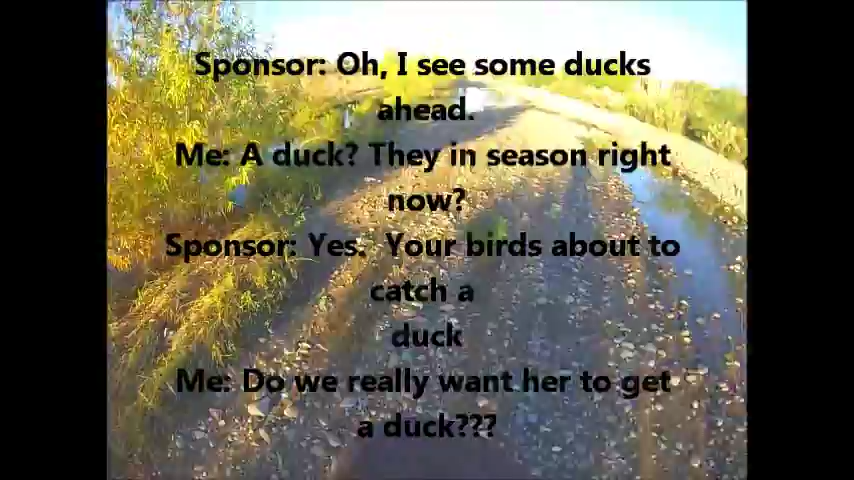 Sponsor: Oh, I see some ducks
ahead.
Me: A duck? They in season right
now?
Sponsor: Yes.  Your birds about to
catch a
duck
Me: Do we really want her to get
a duck???